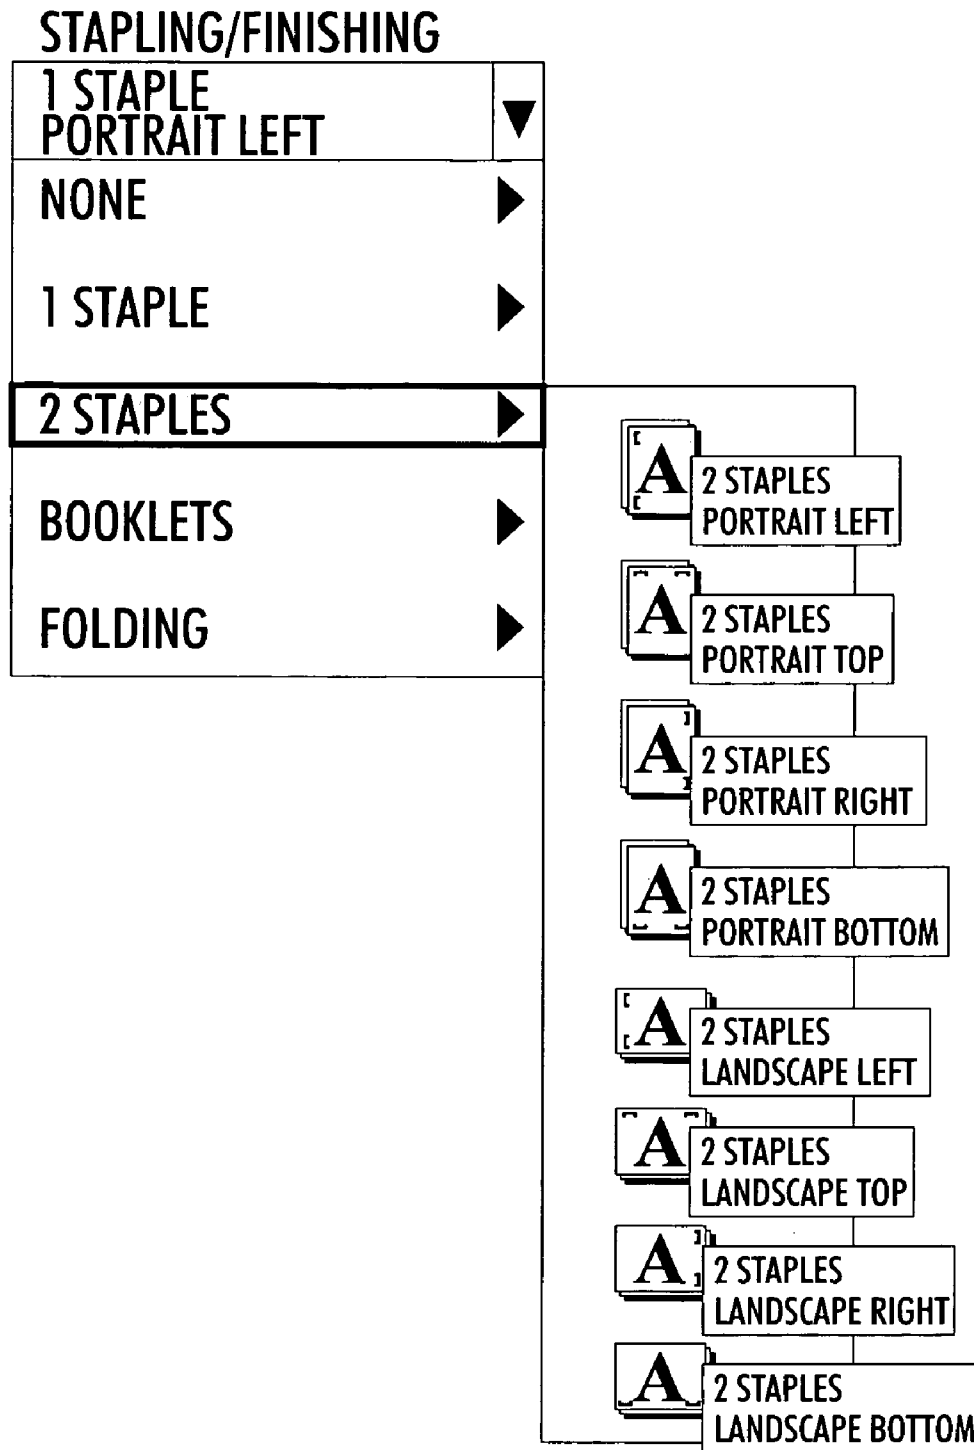 STAPLING/FINISHING
1 STAPLE
PORTRAIT LEFT
NONE
1 STAPLE
2 STAPLES
BOOKLETS
FOLDING
A
2 STAPLES
PORTRAIT LEFT
A
2 STAPLES
PORTRAIT TOP
A
2 STAPLES
PORTRAIT RIGHT
A
2 STAPLES
PORTRAIT BOTTOM
A
2 STAPLES
LANDSCAPE LEFT
A
2 STAPLES
LANDSCAPE TOP
A
2 STAPLES
LANDSCAPE RIGHT
A
2 STAPLES
LANDSCAPE BOTTOM